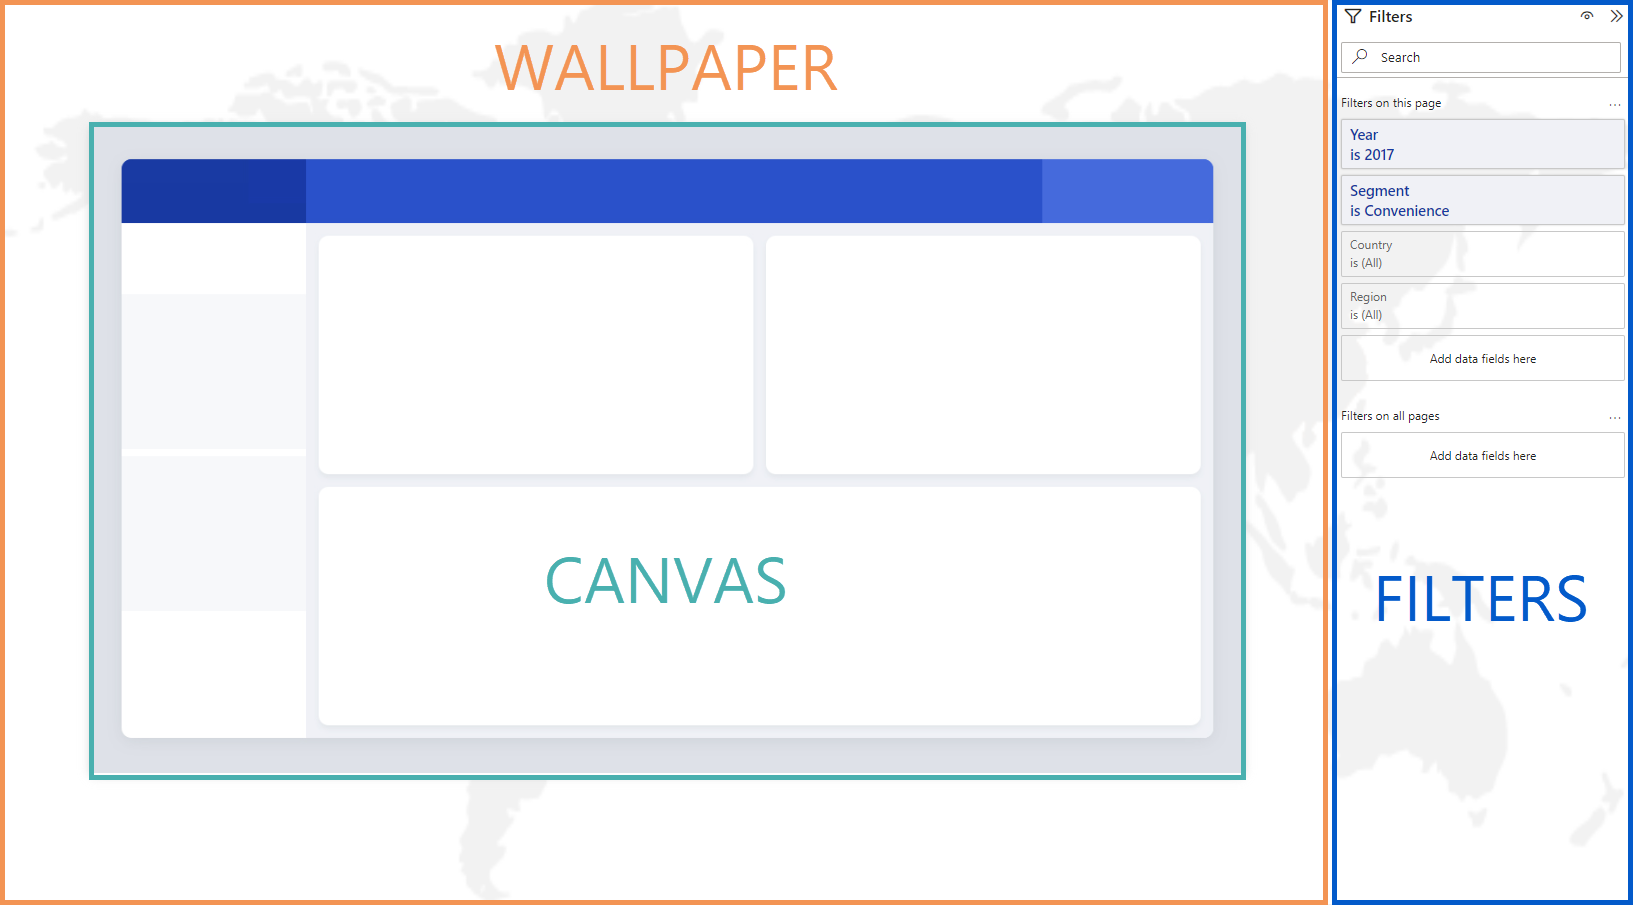 WALLPAPER
CANVAS
Filters
Search
Filters on this page
...
Year
is 2017
Segment
is Convenience
Country
is (All)
Region
is (All)
Add data fields here
Filters on all pages
...
Add data fields here
FILTERS